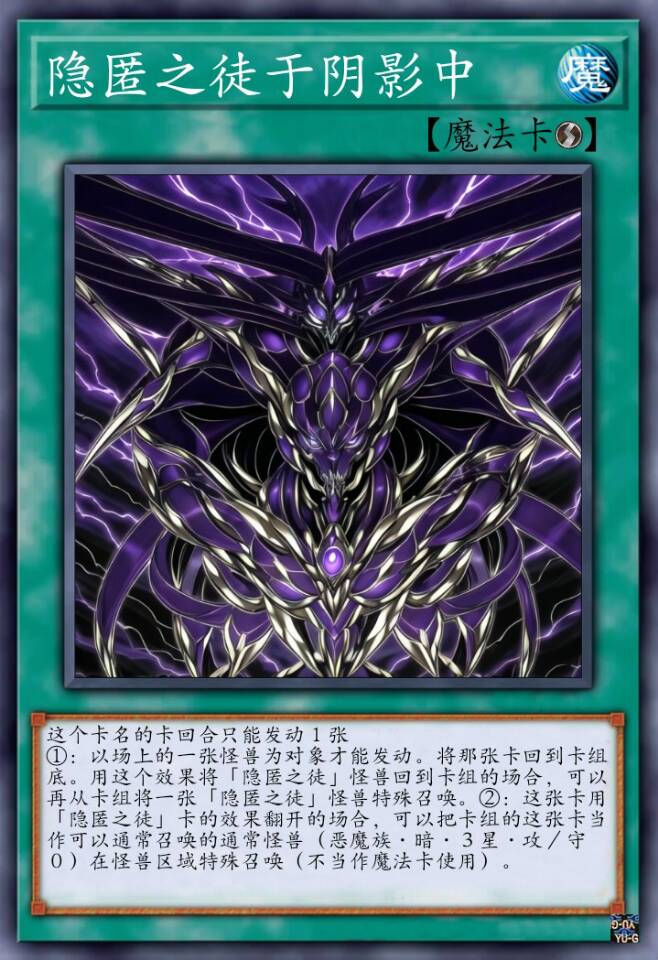 隐匿之徒于阴影中
魔
【魔法卡】
这个卡名的卡回合只能发动1张
①：以场上的一张怪兽为对象才能发动。将那张卡回到卡组
底。用这个效果将「隐匿之徒」怪兽回到卡组的场合，可以
再从卡组将一张「隐匿之徒」怪兽特殊召唤。②：这张卡用
「隐匿之徒」卡的效果翻开的场合，可以把卡组的这张卡当
作可以通常召唤的通常怪兽（恶魔族·暗·3星·攻／守
0）在怪兽区域特殊召唤（不当作魔法卡使用）。
YU-G
YU-G